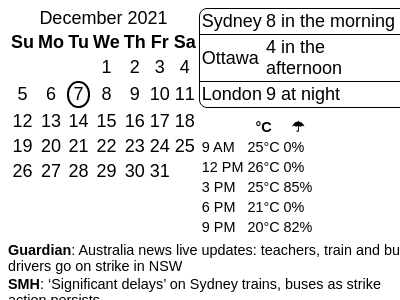 December 2021
Su Mo Tu We Th Fr Sa
1 2 3 4
5 6 7 8 9 10 11
12 13 14 15 16 17 18
19 20 21 22 23 24 25
26 27 28 29 30 31
Sydney 8 in the morning
Ottawa 4 in the
afternoon
London 9 at night
°C ☂
9 AM 25°C 0%
12 PM 26°C 0%
3 PM 25°C 85%
6 PM 21°C 0%
9 PM 20°C 82%
Guardian: Australia news live updates: teachers, train and bu
drivers go on strike in NSW
SMH: ‘Significant delays’ on Sydney trains, buses as strike
action persists